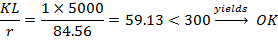 KL/r = 1 × 5000 / 84.56 = 59.13 < 300 yields → OK